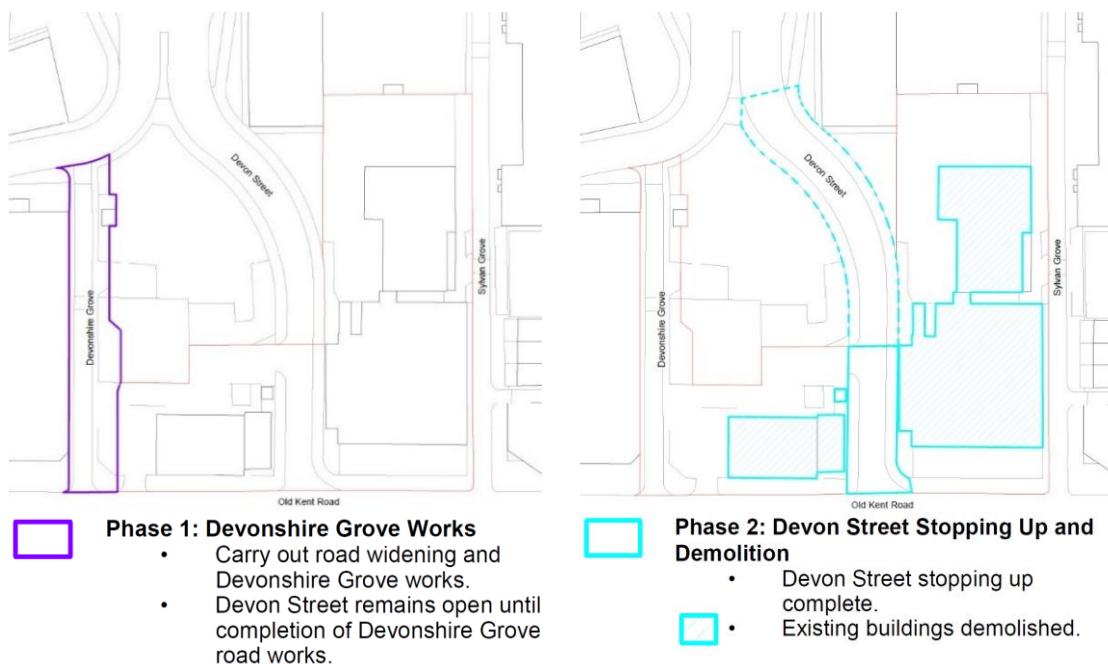 Devon Street
Devonshire Grove
Sylvan Grove
Old Kent Road
Phase 1: Devonshire Grove Works
• Carry out road widening and
Devonshire Grove works.
• Devon Street remains open until
completion of Devonshire Grove
road works.
Devon Street
Devonshire Grove
Sylvan Grove
Old Kent Road
Phase 2: Devon Street Stopping Up and
Demolition
• Devon Street stopping up
complete.
• Existing buildings demolished.